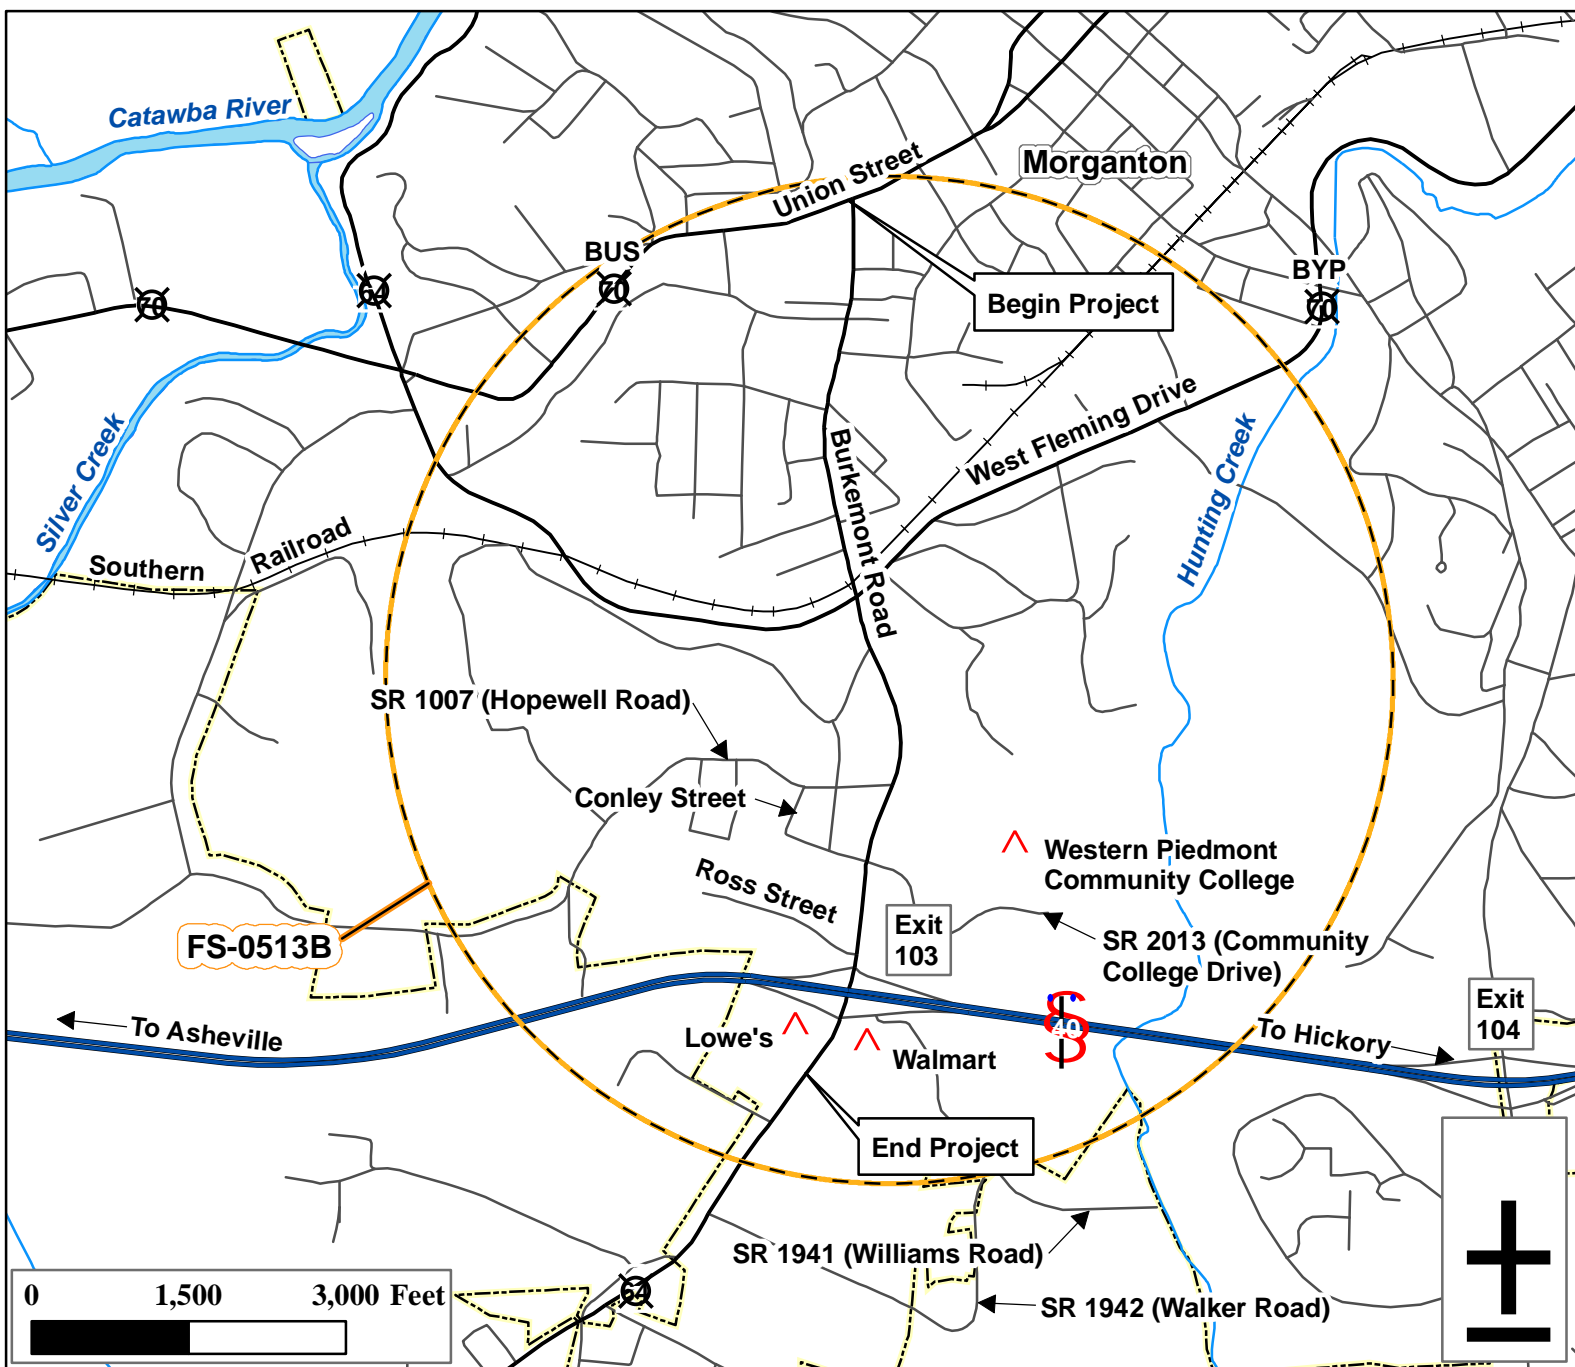 Catawba River
Union Street
Morganton
BUS
70
64
70
BYP
70
Begin Project
West Fleming Drive
Burkemont Road
Hunting Creek
Silver Creek
Southern
Railroad
SR 1007 (Hopewell Road)
Conley Street
Ross Street
Western Piedmont
Community College
Exit
103
SR 2013 (Community
College Drive)
FS-0513B
To Asheville
Lowe's
Walmart
40
To Hickory
Exit
104
End Project
SR 1941 (Williams Road)
SR 1942 (Walker Road)
64
0 1,500 3,000 Feet